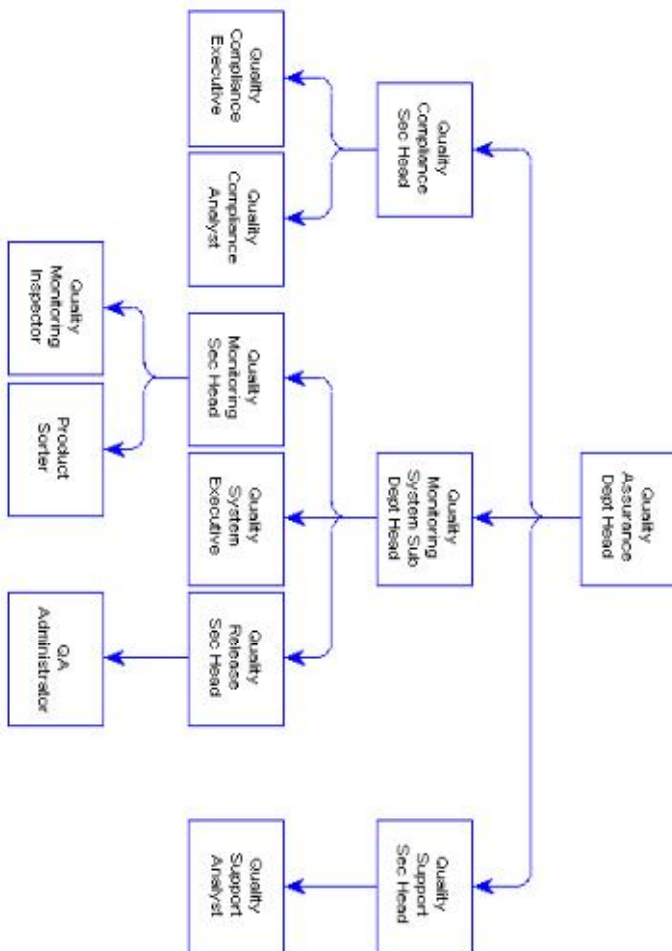 Quality
Assurance
Dept Head
Quality
Compliance
Sec Head
Quality
Monitoring
System Sub
Dept Head
Quality
Support
Sec Head
Quality
Compliance
Executive
Quality
Compliance
Analyst
Quality
Monitoring
Sec Head
Quality
System
Executive
Quality
Release
Sec Head
Quality
Support
Analyst
Quality
Monitoring
Inspector
Product
Sorter
QA
Administrator